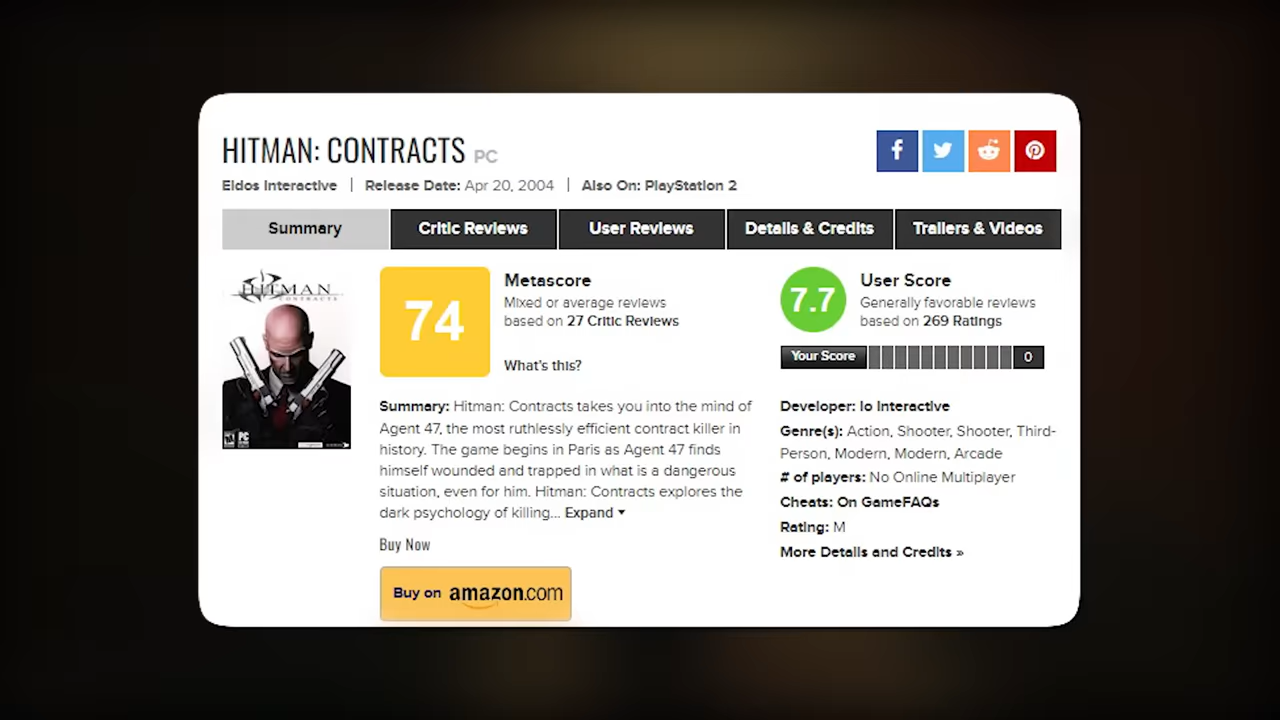 HITMAN: CONTRACTS PC
Eidos Interactive | Release Date: Apr 20, 2004 | Also On: PlayStation 2
Summary Critic Reviews User Reviews Details & Credits Trailers & Videos
HITMAN
CONTRACTS
74
Metascore
Mixed or average reviews
based on 27 Critic Reviews
What's this?
7.7
User Score
Generally favorable reviews
based on 269 Ratings
Your Score 0
Summary: Hitman: Contracts takes you into the mind of
Agent 47, the most ruthlessly efficient contract killer in
history. The game begins in Paris as Agent 47 finds
himself wounded and trapped in what is a dangerous
situation, even for him. Hitman: Contracts explores the
dark psychology of killing... Expand
Buy Now
Buy on amazon.com
Developer: Io Interactive
Genre(s): Action, Shooter, Shooter, Third-
Person, Modern, Modern, Arcade
# of players: No Online Multiplayer
Cheats: On GameFAQs
Rating: M
More Details and Credits »